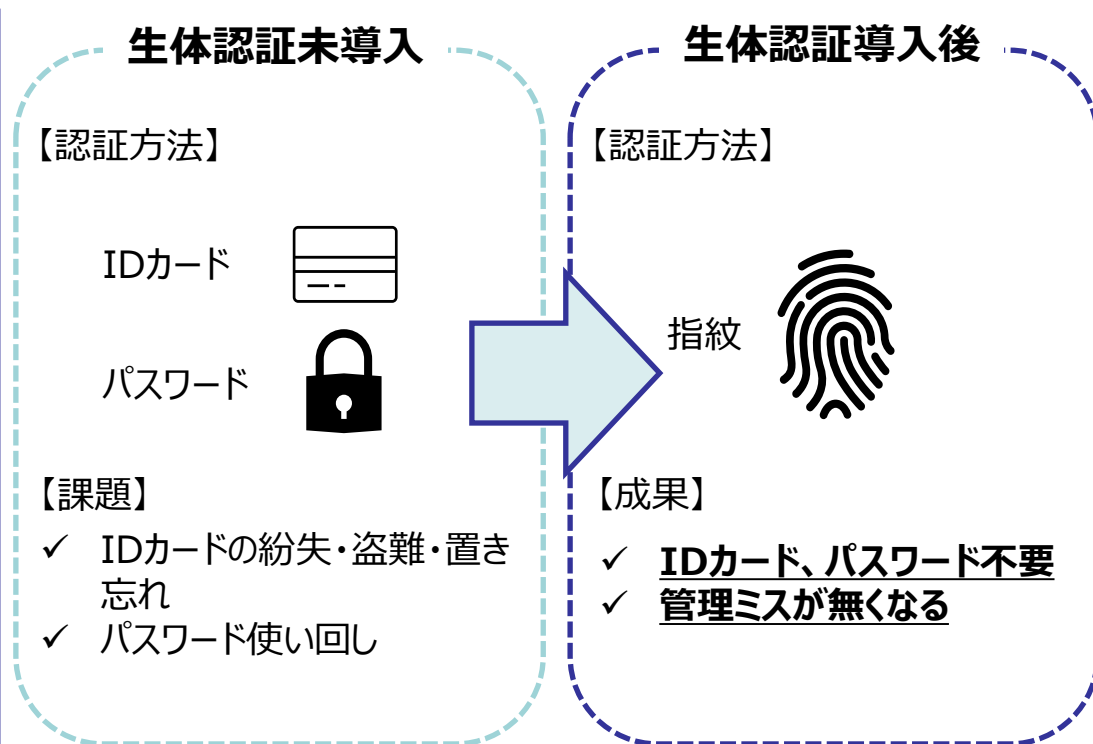 生体認証未導入
【認証方法】
IDカード
パスワード
【課題】
✓ IDカードの紛失・盗難・置き
忘れ
✓ パスワード使い回し
生体認証導入後
【認証方法】
指紋
【成果】
✓ IDカード、パスワード不要
✓ 管理ミスが無くなる